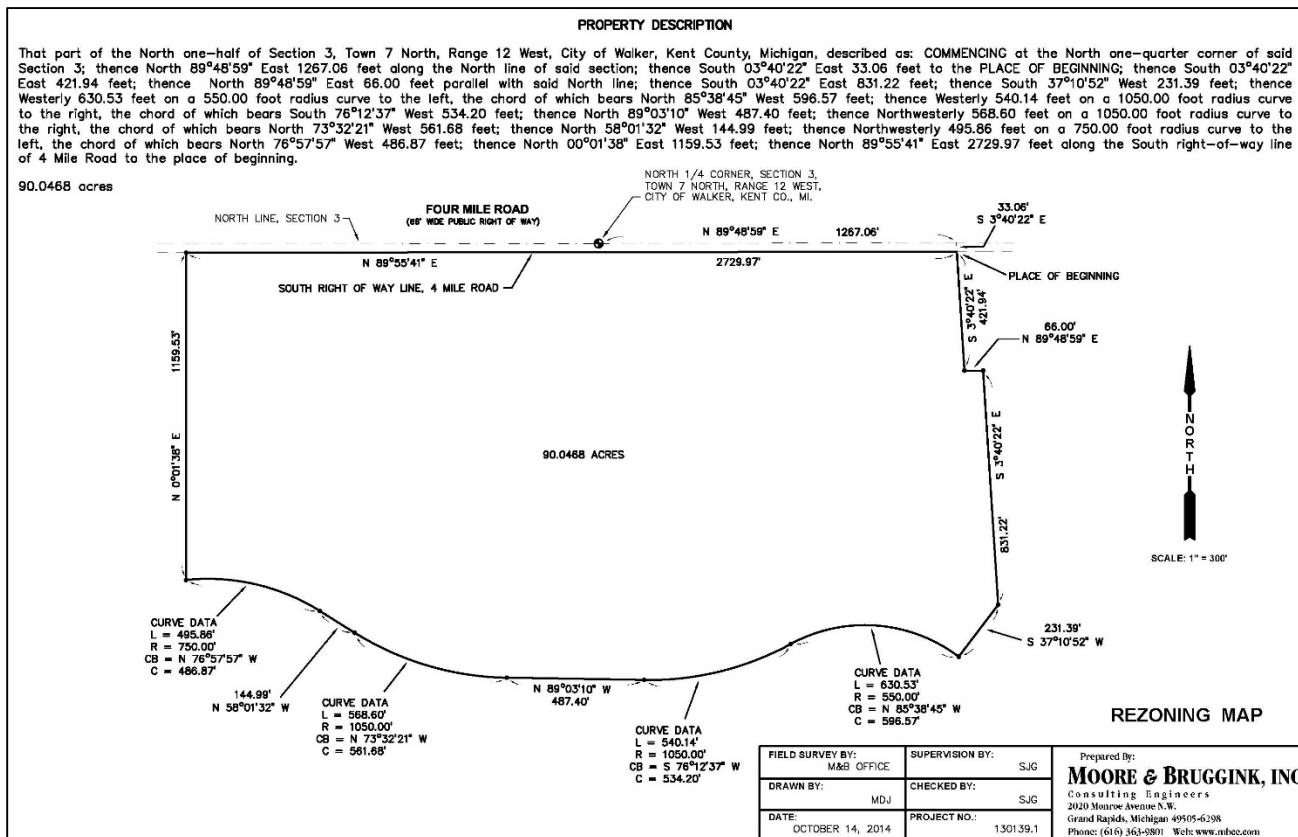 PROPERTY DESCRIPTION
That part of the North one-half of Section 3, Town 7 North, Range 12 West, City of Walker, Kent County, Michigan, described as: COMMENCING at the North one-quarter corner of said
Section 3; thence North 89°48'59" East 1267.06 feet along the North line of said section; thence South 03°40'22" East 33.06 feet to the PLACE OF BEGINNING; thence South 03°40'22"
East 421.94 feet; thence North 89°48'59" East 66.00 feet parallel with said North line; thence South 03°40'22" East 831.22 feet; thence South 37°10'52" West 231.39 feet; thence
Westerly 630.53 feet on a 550.00 foot radius curve to the left, the chord of which bears North 85°38'45" West 596.57 feet; thence Westerly 540.14 feet on a 1050.00 foot radius curve
to the right, the chord of which bears South 76°12'37" West 534.20 feet; thence North 89°03'10" West 487.40 feet; thence Northwesterly 568.60 feet on a 1050.00 foot radius curve to
the right, the chord of which bears North 73°32'21" West 561.68 feet; thence North 58°01'32" West 144.99 feet; thence Northwesterly 495.86 feet on a 750.00 foot radius curve to the
left, the chord of which bears North 76°57'57" West 486.87 feet; thence North 00°01'38" East 1159.53 feet; thence North 89°55'41" East 2729.97 feet along the South right-of-way line
of 4 Mile Road to the place of beginning.
90.0468 acres
NORTH 1/4 CORNER, SECTION 3,
TOWN 7 NORTH, RANGE 12 WEST,
CITY OF WALKER, KENT CO., MI.
NORTH LINE, SECTION 3
FOUR MILE ROAD
(66' WIDE PUBLIC RIGHT OF WAY)
33.06'
S 3°40'22" E
N 89°48'59" E 1267.06'
N 89°55'41" E 2729.97'
PLACE OF BEGINNING
SOUTH RIGHT OF WAY LINE, 4 MILE ROAD
S 3°40'22" E
421.94'
66.00'
N 89°48'59" E
1159.53'
N 0°01'38" E
S 3°40'22" E
831.22'
90.0468 ACRES
NORTH
SCALE: 1" = 300'
CURVE DATA
L = 495.86'
R = 750.00'
CB = N 76°57'57" W
C = 486.87'
144.99'
N 58°01'32" W
CURVE DATA
L = 568.60'
R = 1050.00'
CB = N 73°32'21" W
C = 561.68'
N 89°03'10" W
487.40'
CURVE DATA
L = 540.14'
R = 1050.00'
CB = S 76°12'37" W
C = 534.20'
CURVE DATA
L = 630.53'
R = 550.00'
CB = N 85°38'45" W
C = 596.57'
231.39'
S 37°10'52" W
REZONING MAP
FIELD SURVEY BY:
M&B OFFICE
SUPERVISION BY:
SJG
DRAWN BY:
MDJ
CHECKED BY:
SJG
DATE:
OCTOBER 14, 2014
PROJECT NO.:
130139.1
Prepared By:
MOORE & BRUGGINK, INC
Consulting Engineers
2020 Monroe Avenue N.W.
Grand Rapids, Michigan 49505-6298
Phone: (616) 363-9801 Web: www.mbce.com